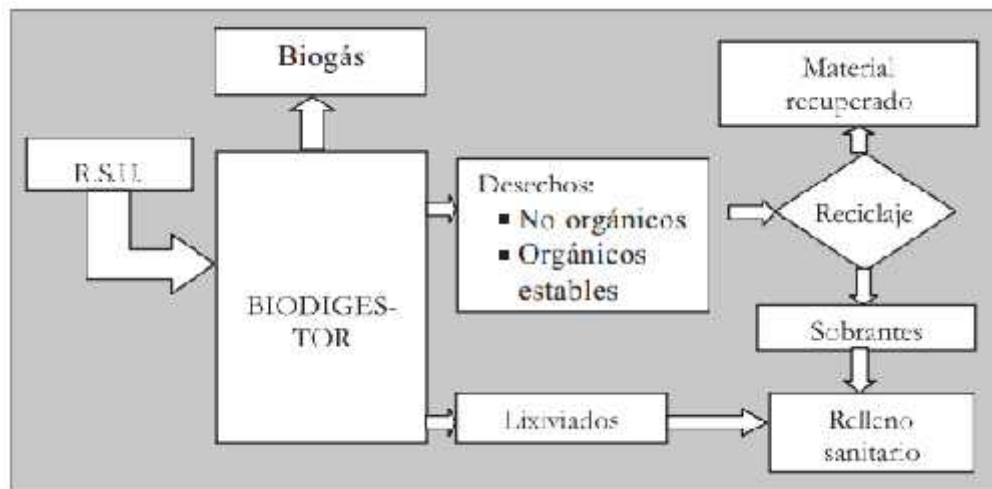 Biogás
R.S.U.
BIODIGES-
TOR
Desechos:
▪ No orgánicos
▪ Orgánicos
estables
Lixiviados
Material
recuperado
Reciclaje
Sobrantes
Relleno
sanitario